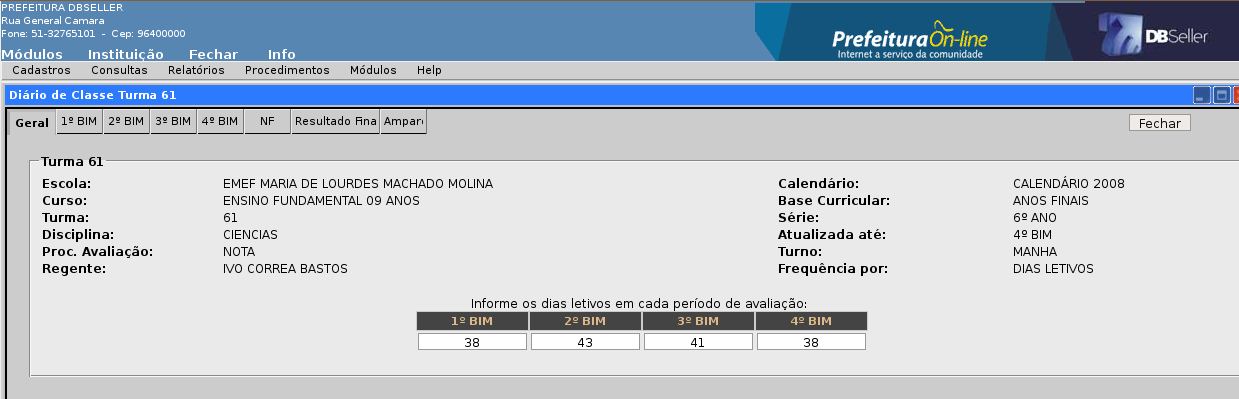 PREFEITURA DBSELLER
Rua General Camara
Fone: 51-32765101 - Cep: 96400000
Prefeitura On-line
Internet a serviço da comunidade
DBSeller
Módulos Instituição Fechar Info
Cadastros Consultas Relatórios Procedimentos Módulos Help
Diário de Classe Turma 61
Geral 1º BIM 2º BIM 3º BIM 4º BIM NF Resultado Fina Ampar
Fechar
Turma 61
Escola: EMEF MARIA DE LOURDES MACHADO MOLINA Calendário: CALENDÁRIO 2008
Curso: ENSINO FUNDAMENTAL 09 ANOS Base Curricular: ANOS FINAIS
Turma: 61 Série: 6º ANO
Disciplina: CIENCIAS Atualizada até: 4º BIM
Proc. Avaliação: NOTA Turno: MANHA
Regente: IVO CORREA BASTOS Frequência por: DIAS LETIVOS
Informe os dias letivos em cada período de avaliação:
1º BIM 2º BIM 3º BIM 4º BIM
38 43 41 38